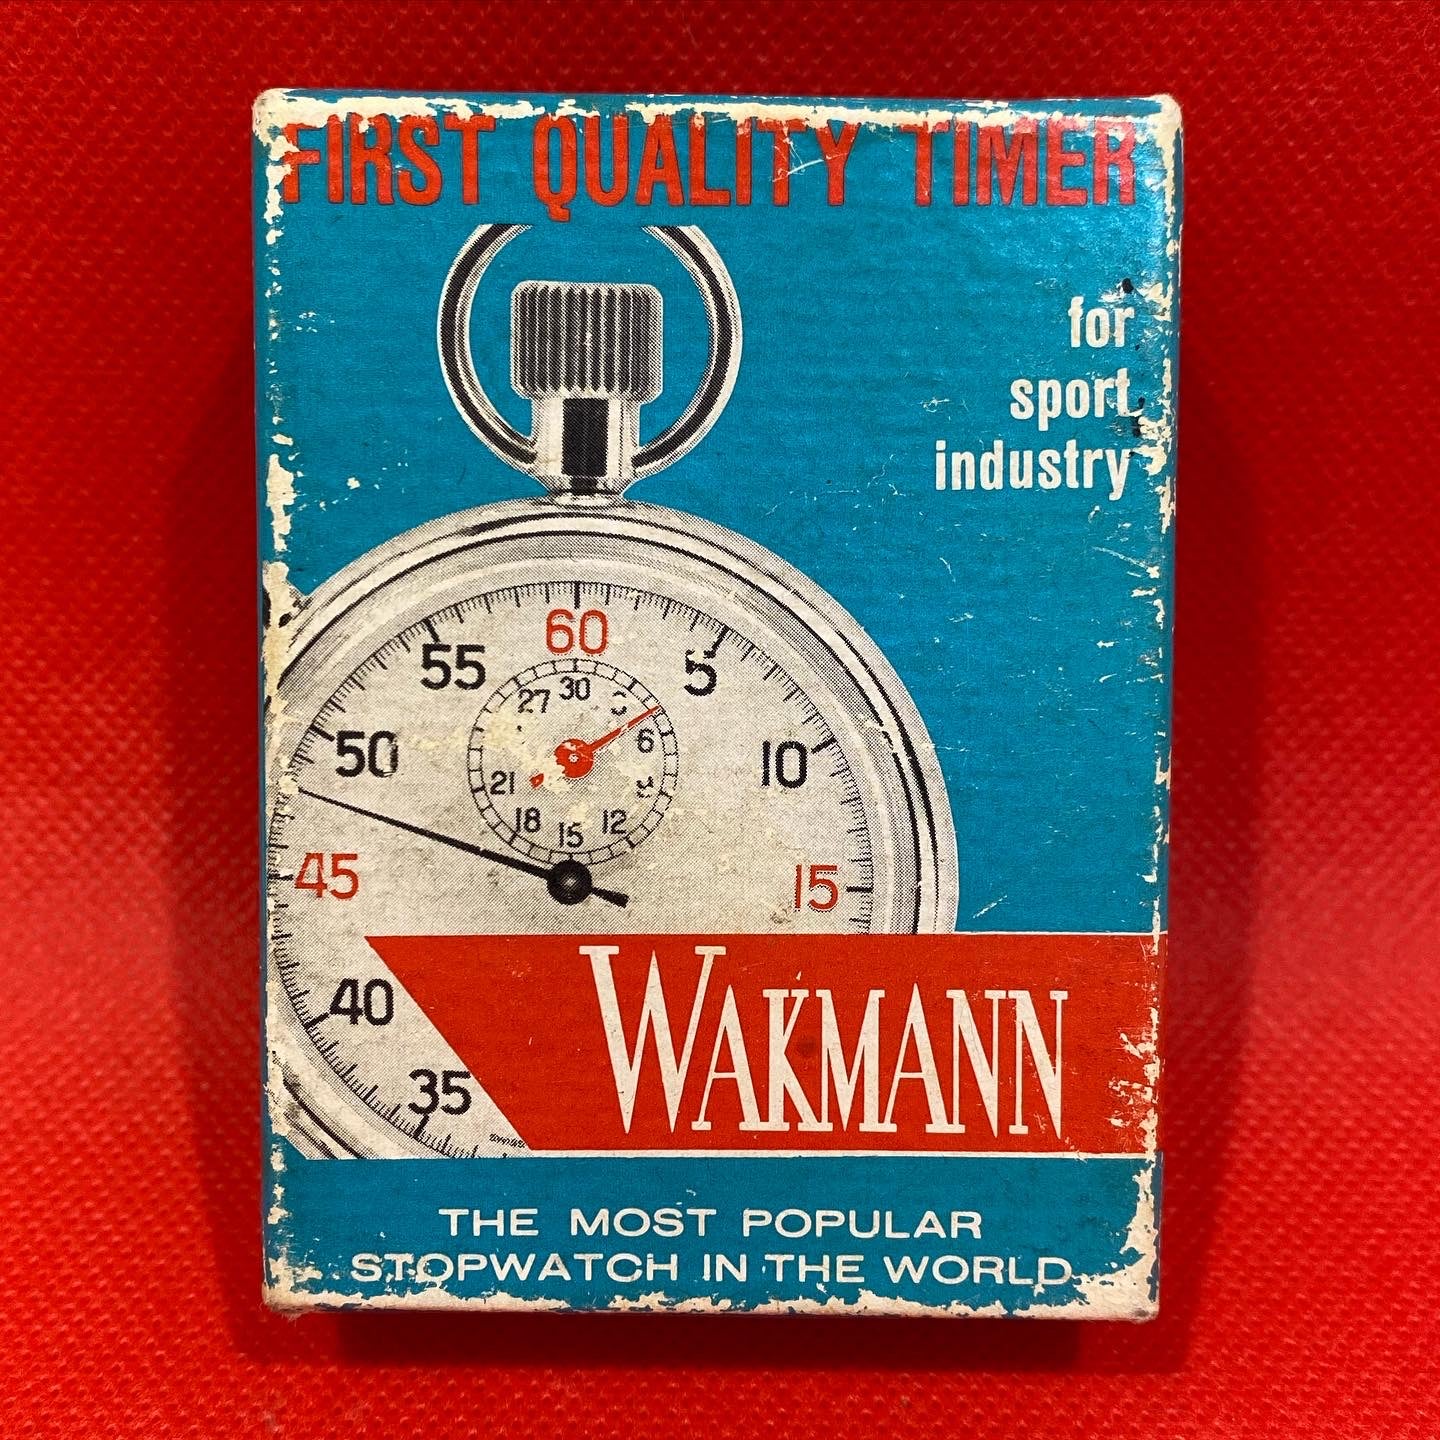 FIRST QUALITY TIMER
for
sport
industry
60
55
5
50
10
45
15
40
35
30
27
6
21
18
15
12
WAKMANN
THE MOST POPULAR
STOPWATCH IN THE WORLD